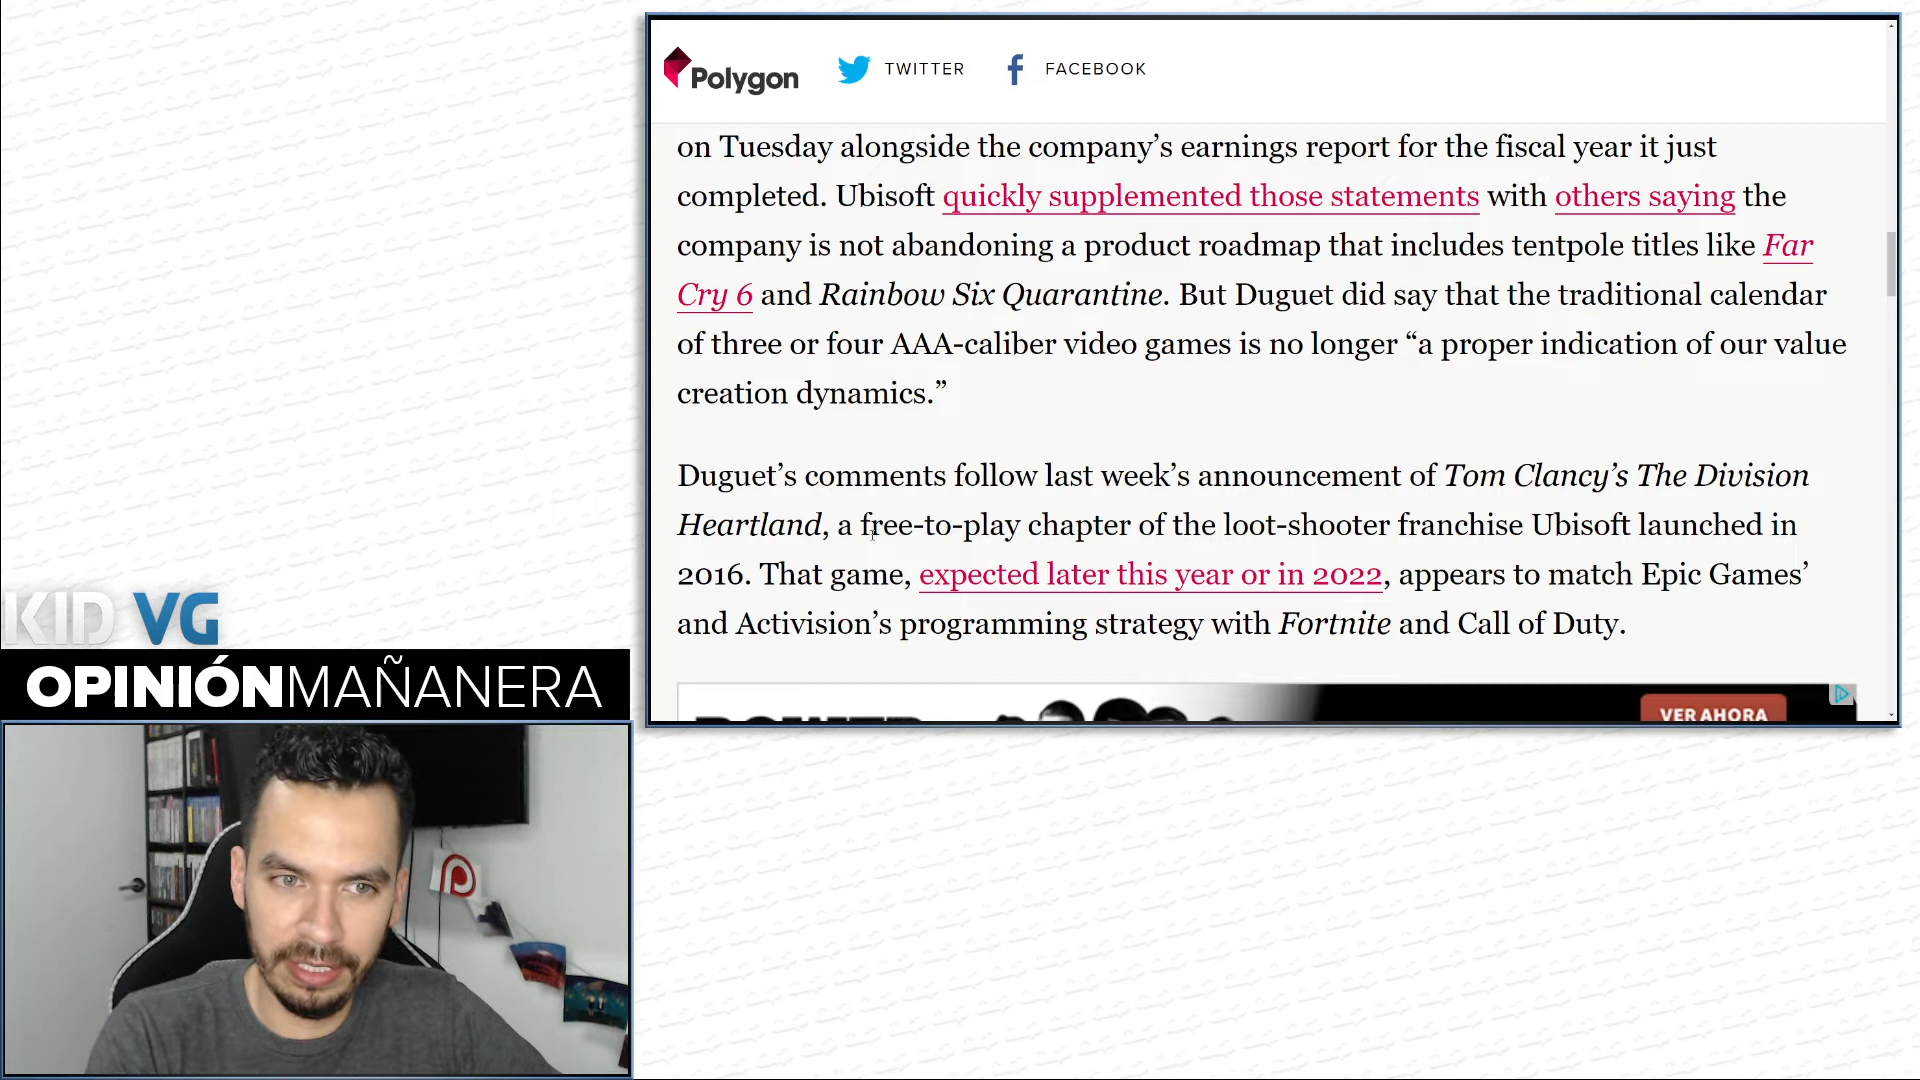 Polygon
TWITTER
FACEBOOK
on Tuesday alongside the company’s earnings report for the fiscal year it just
completed. Ubisoft quickly supplemented those statements with others saying the
company is not abandoning a product roadmap that includes tentpole titles like Far
Cry 6 and Rainbow Six Quarantine. But Duguet did say that the traditional calendar
of three or four AAA-caliber video games is no longer “a proper indication of our value
creation dynamics.”
Duguet’s comments follow last week’s announcement of Tom Clancy’s The Division
Heartland, a free-to-play chapter of the loot-shooter franchise Ubisoft launched in
2016. That game, expected later this year or in 2022, appears to match Epic Games’
and Activision’s programming strategy with Fortnite and Call of Duty.
VER AHORA
KID VG
OPINIÓNMAÑANERA